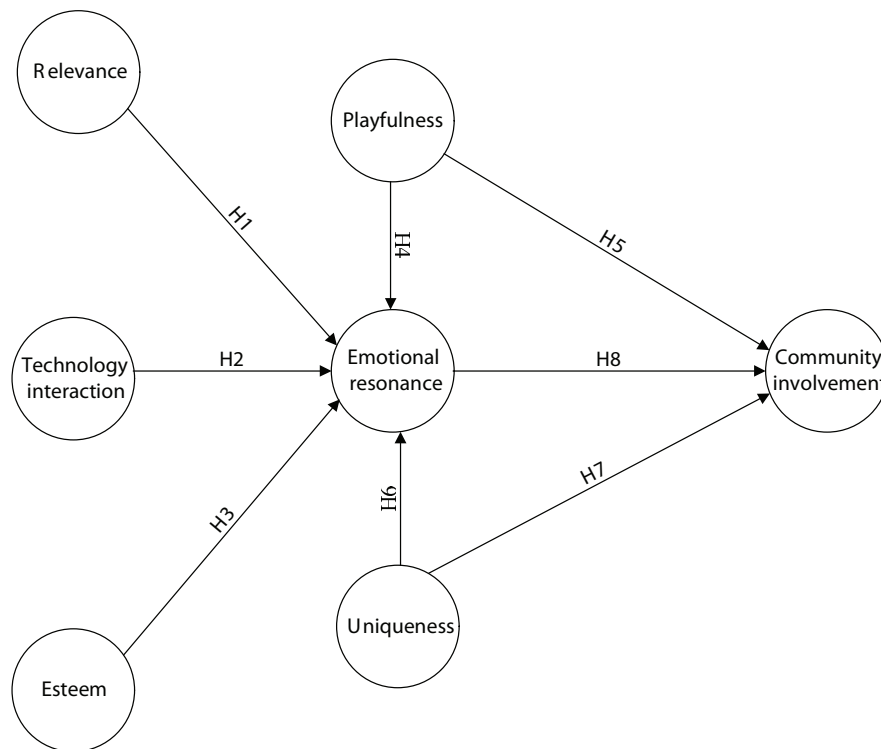 Relevance
Playfulness
H1
H4
H5
Technology
interaction
H2
Emotional
resonance
H8
Community
involvement
H3
H6
H7
Uniqueness
Esteem